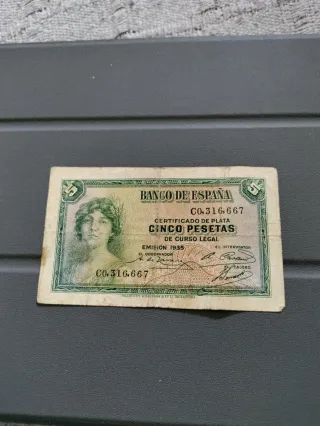 BANCO DE ESPAÑA
5
5
C0,316,667
CERTIFICADO DE PLATA
CINCO PESETAS
DE CURSO LEGAL
EMISIÓN 1935
EL GOBERNADOR
EL INTERVENTOR
C0,316,667
EL CAJERO